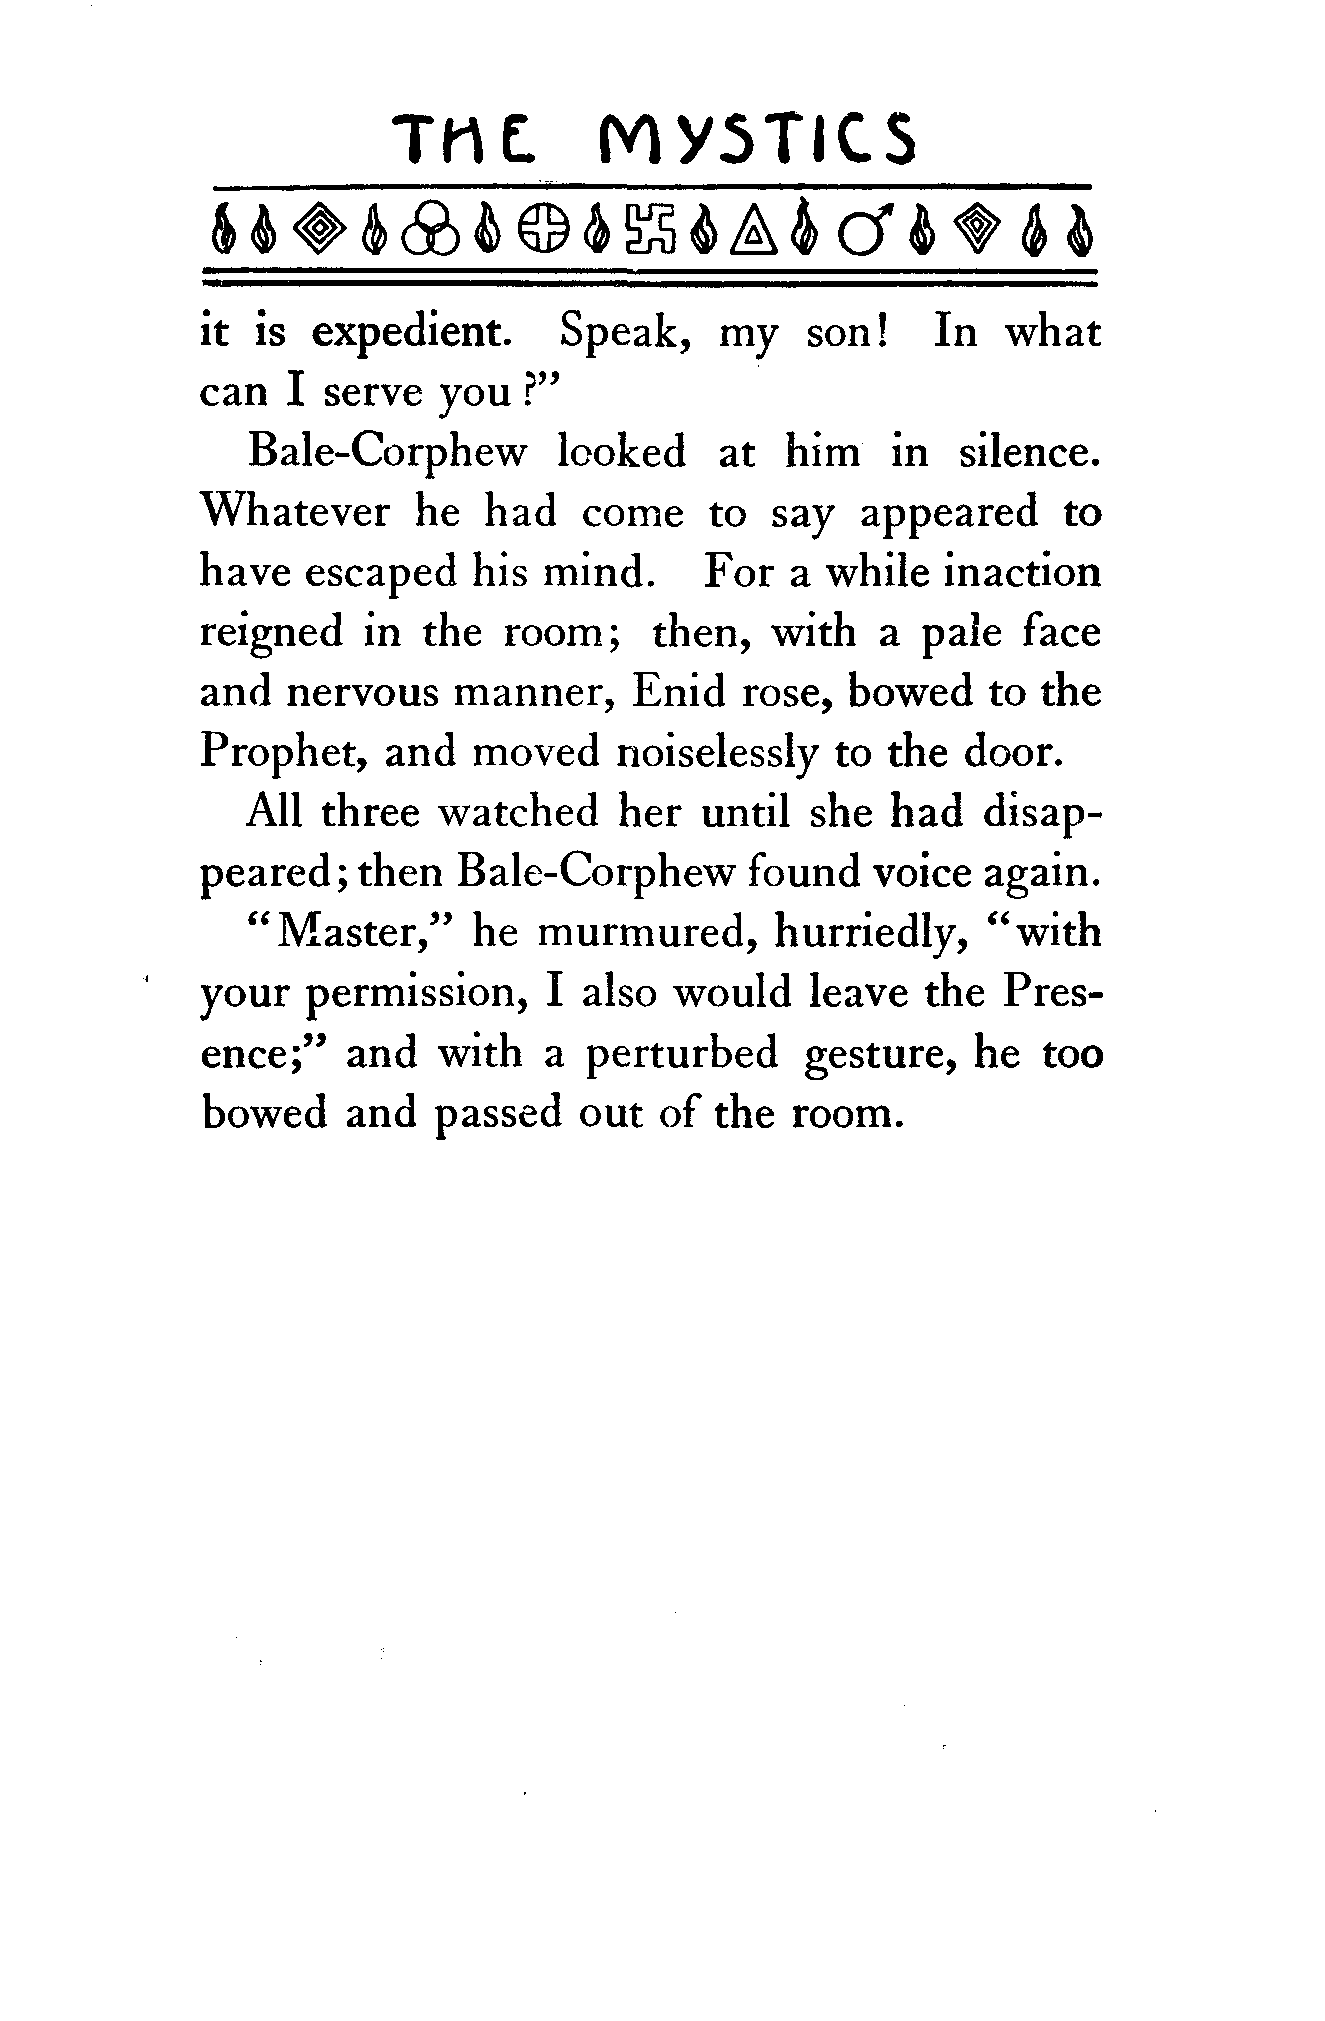 THE MYSTICS
it is expedient. Speak, my son! In what
can I serve you?”
Bale-Corphew looked at him in silence.
Whatever he had come to say appeared to
have escaped his mind. For a while inaction
reigned in the room; then, with a pale face
and nervous manner, Enid rose, bowed to the
Prophet, and moved noiselessly to the door.
All three watched her until she had disap-
peared; then Bale-Corphew found voice again.
“Master,” he murmured, hurriedly, “with
your permission, I also would leave the Pres-
ence;” and with a perturbed gesture, he too
bowed and passed out of the room.